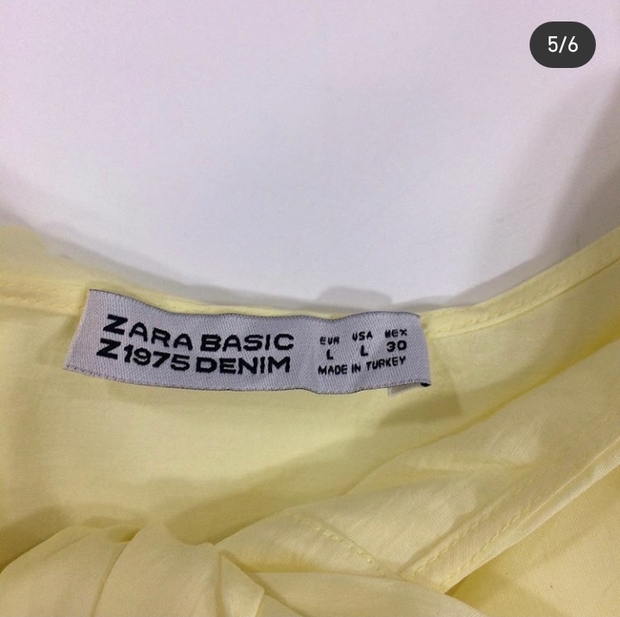 5/6
ZARA BASIC
Z1975 DENIM
EUR USA MEX
L L 30
MADE IN TURKEY